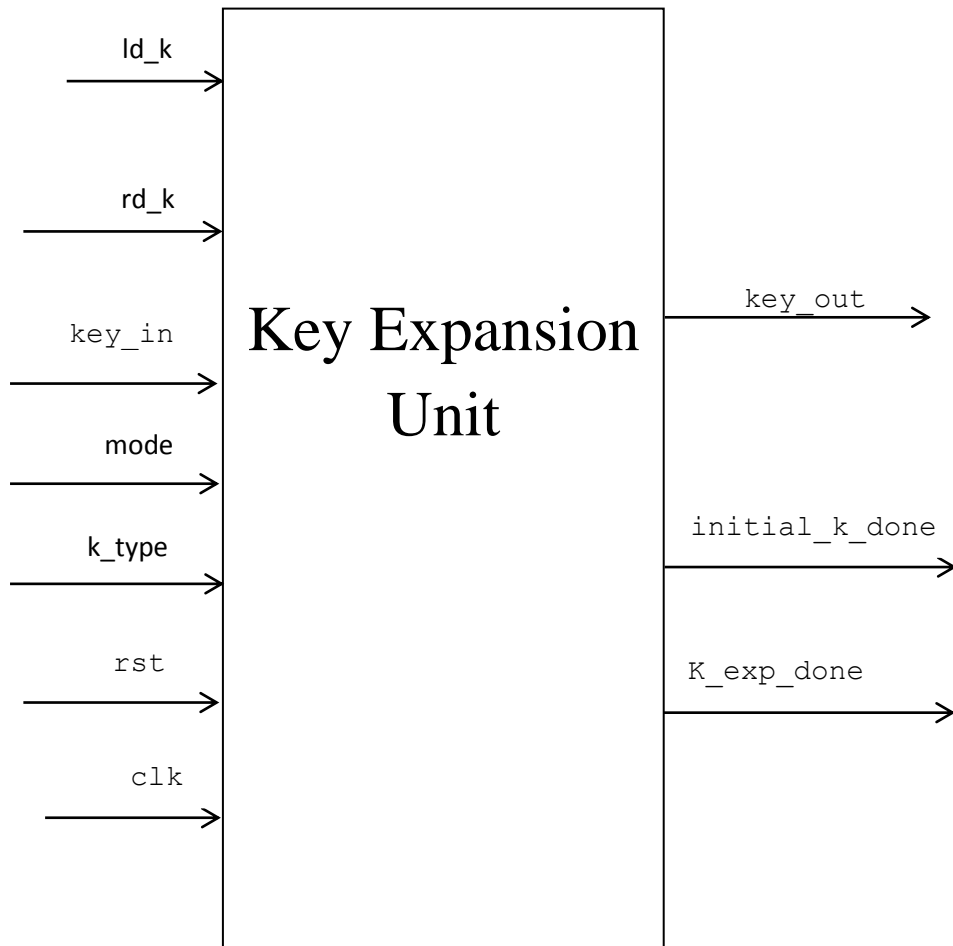 ld_k
rd_k
key_in
mode
k_type
rst
clk
Key Expansion
Unit
key_out
initial_k_done
K_exp_done